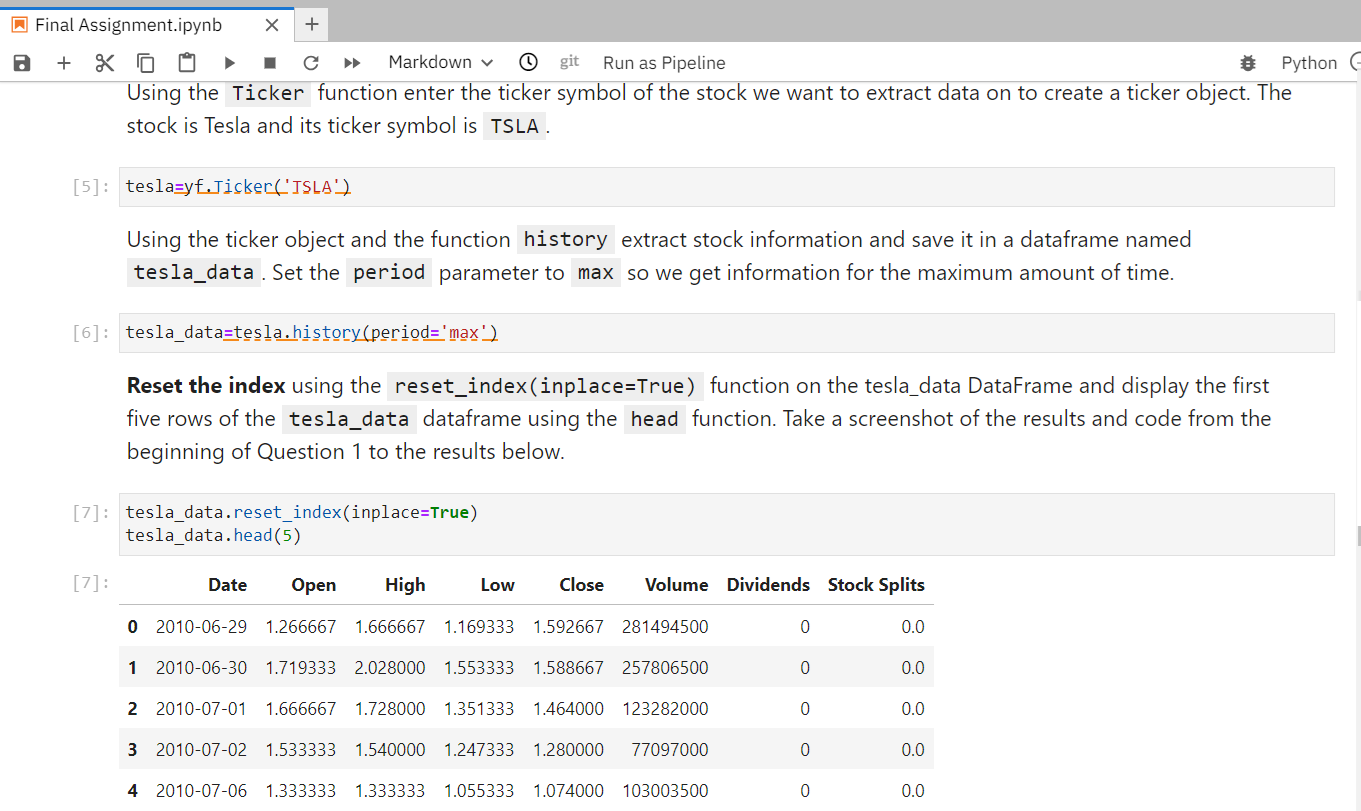 Final Assignment.ipynb
Markdown
git
Run as Pipeline
Python
Using the Ticker function enter the ticker symbol of the stock we want to extract data on to create a ticker object. The
stock is Tesla and its ticker symbol is TSLA .
[5]: tesla=yf.Ticker('TSLA')
Using the ticker object and the function history extract stock information and save it in a dataframe named
tesla_data . Set the period parameter to max so we get information for the maximum amount of time.
[6]: tesla_data=tesla.history(period='max')
Reset the index using the reset_index(inplace=True) function on the tesla_data DataFrame and display the first
five rows of the tesla_data dataframe using the head function. Take a screenshot of the results and code from the
beginning of Question 1 to the results below.
[7]: tesla_data.reset_index(inplace=True)
tesla_data.head(5)
[7]: Date Open High Low Close Volume Dividends Stock Splits
0 2010-06-29 1.266667 1.666667 1.169333 1.592667 281494500 0 0.0
1 2010-06-30 1.719333 2.028000 1.553333 1.588667 257806500 0 0.0
2 2010-07-01 1.666667 1.728000 1.351333 1.464000 123282000 0 0.0
3 2010-07-02 1.533333 1.540000 1.247333 1.280000 77097000 0 0.0
4 2010-07-06 1.333333 1.333333 1.055333 1.074000 103003500 0 0.0